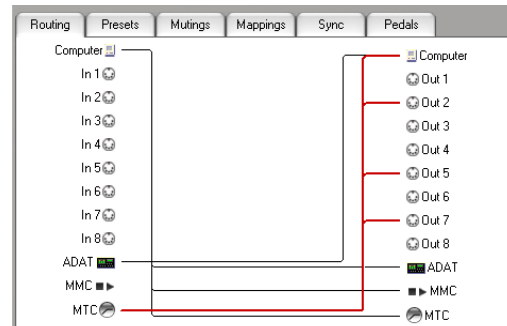 Routing Presets Mutings Mappings Sync Pedals
Computer Computer
In 1 Out 1
In 2 Out 2
In 3 Out 3
In 4 Out 4
In 5 Out 5
In 6 Out 6
In 7 Out 7
In 8 Out 8
ADAT ADAT
MMC MMC
MTC MTC